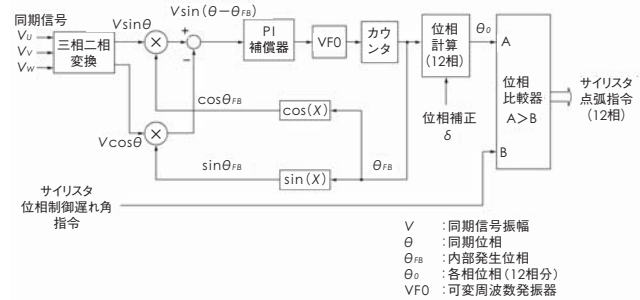 同期信号
Vsinθ
Vsin(θ−θFB)
VU
VV
VW
三相二相
変換
×
+
−
PI
補償器
VF0
カウ
ンタ
位相
計算
(12相)
θ0
A
位相
比較器
A>B
B
サイリスタ
点弧指令
(12相)
cosθFB
cos(X)
位相補正
δ
×
Vcosθ
sinθFB
sin(X)
θFB
サイリスタ
位相制御遅れ角
指令
V :同期信号振幅
θ :同期位相
θFB :内部発生位相
θ0 :各相位相(12相分)
VF0 :可変周波数発振器